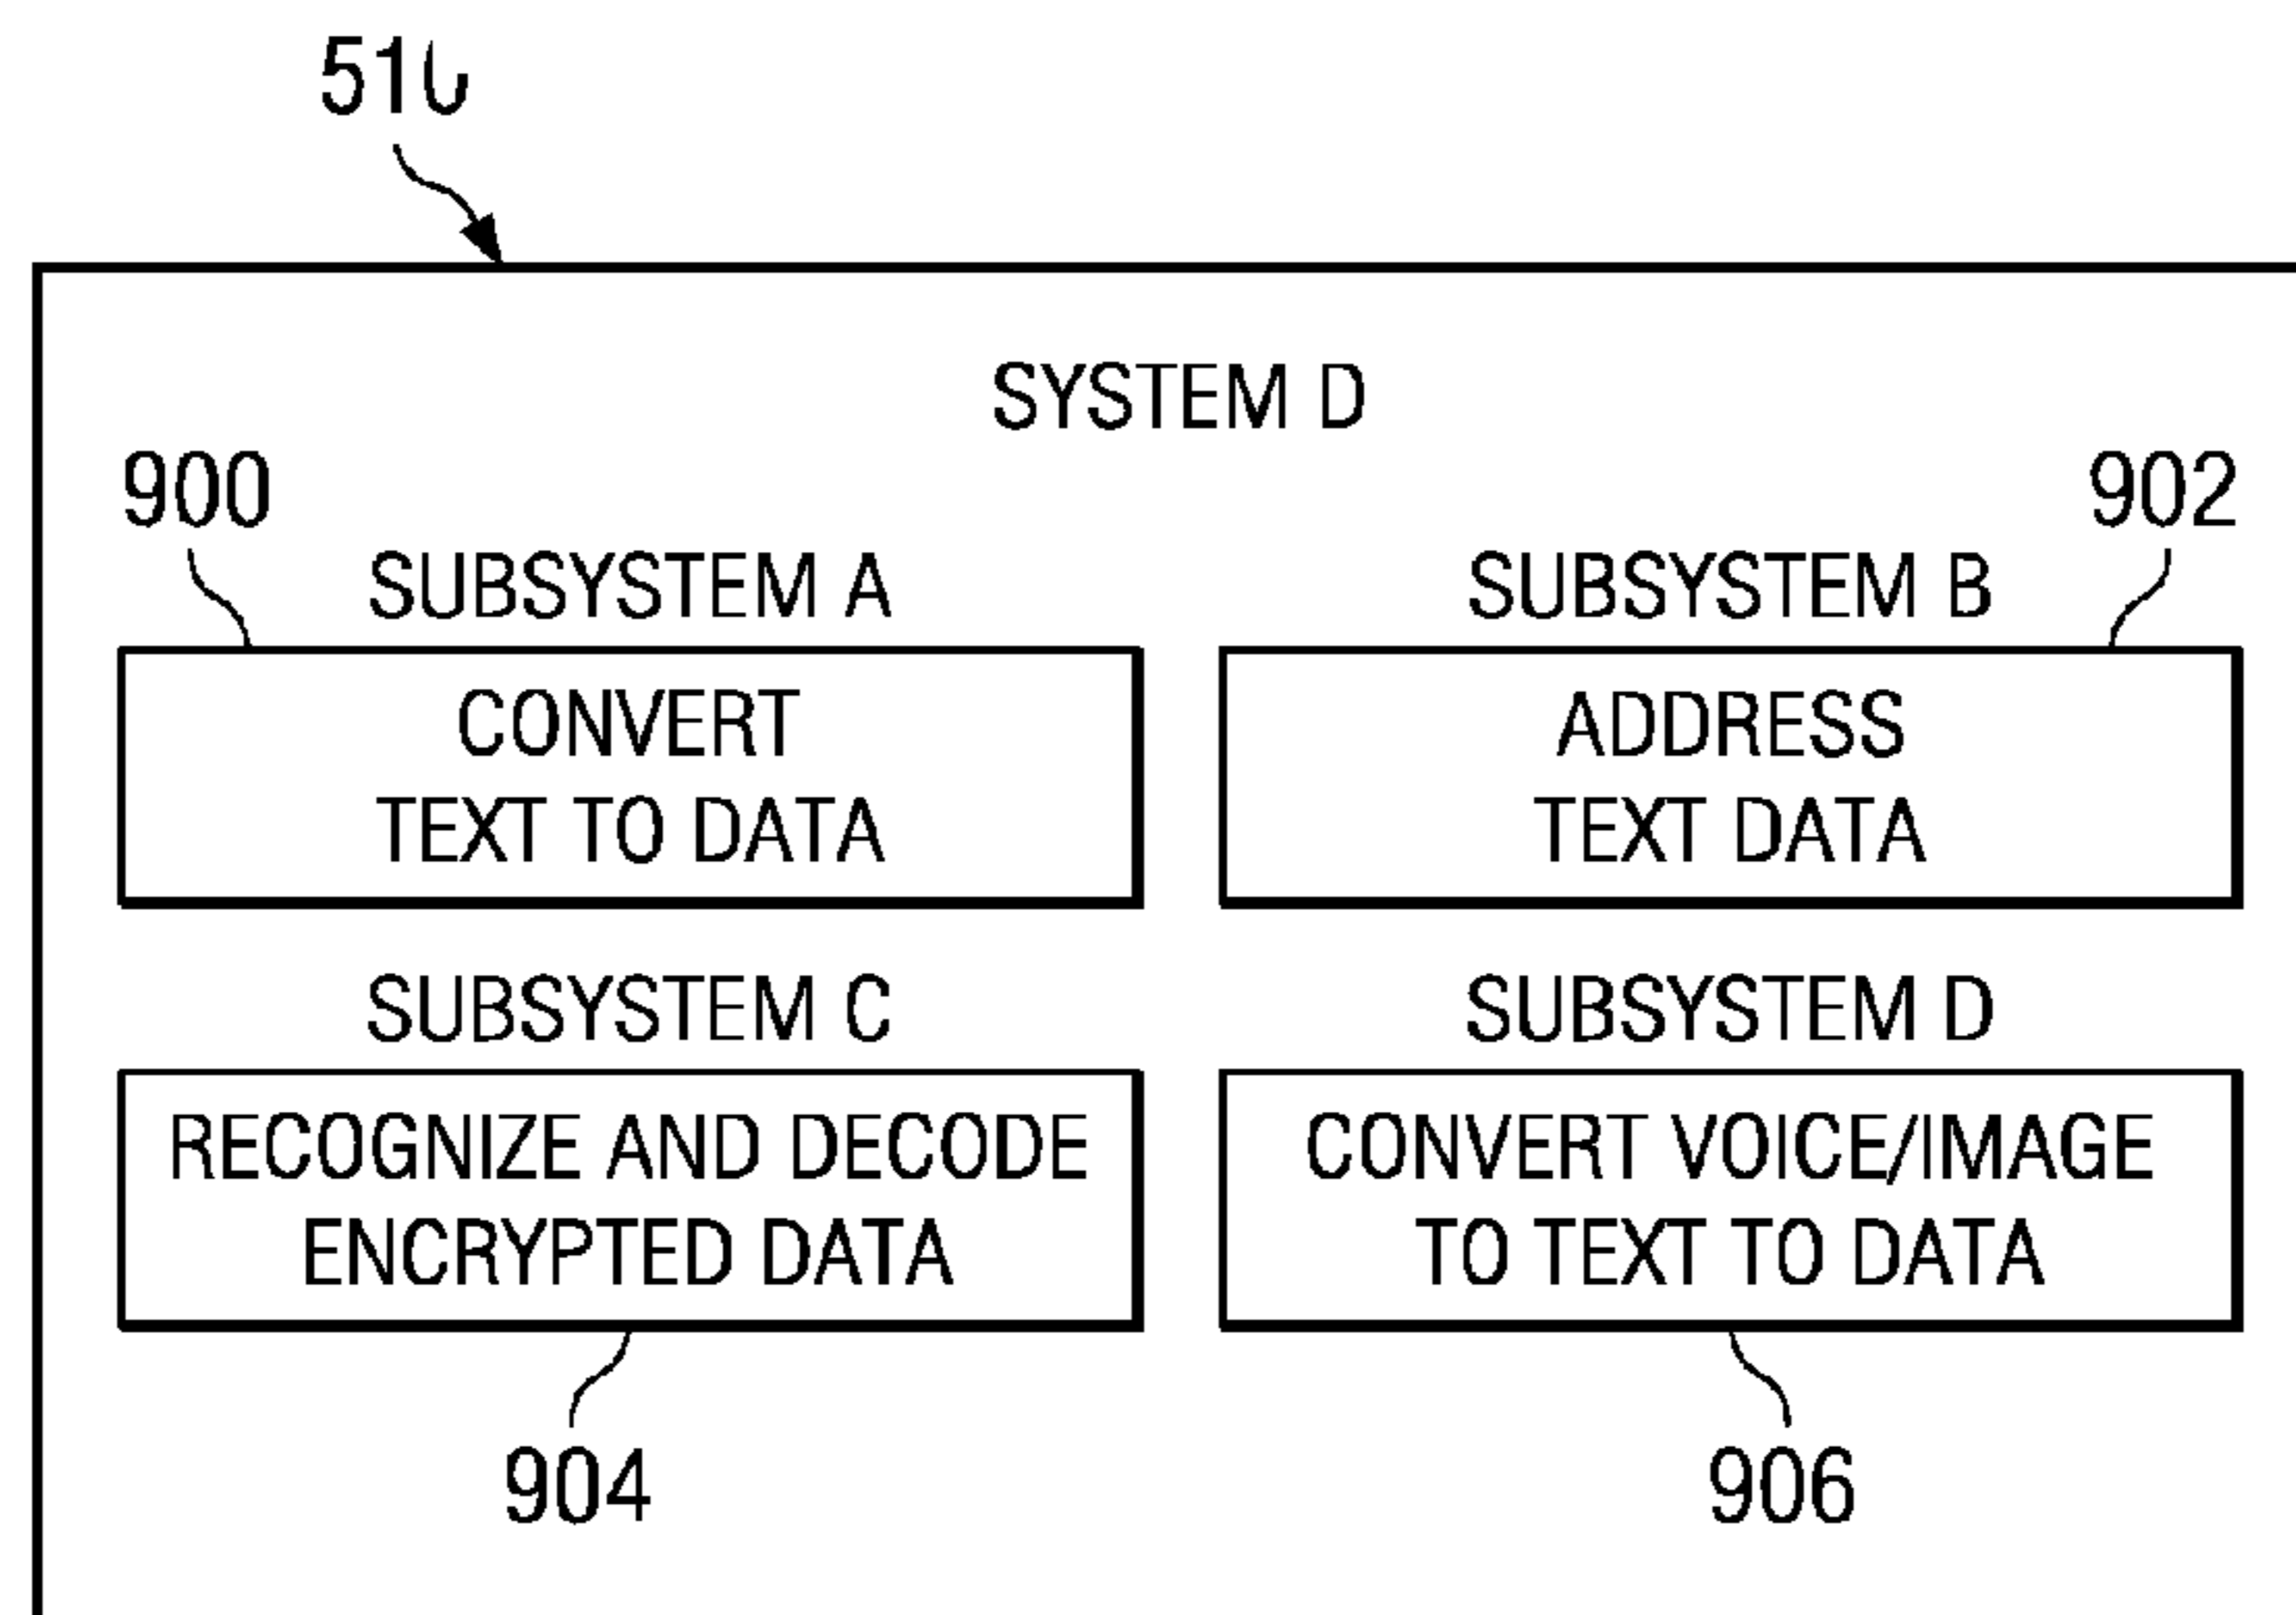 510
SYSTEM D
900
902
SUBSYSTEM A
SUBSYSTEM B
CONVERT
TEXT TO DATA
ADDRESS
TEXT DATA
SUBSYSTEM C
SUBSYSTEM D
RECOGNIZE AND DECODE
ENCRYPTED DATA
CONVERT VOICE/IMAGE
TO TEXT TO DATA
904
906